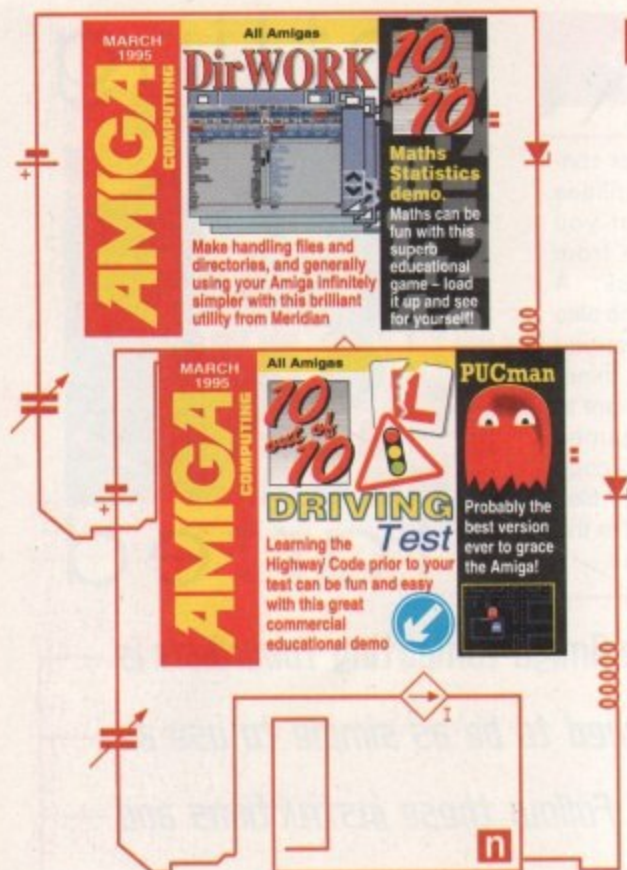 MARCH
1995
AMIGA
COMPUTING
All Amigas
DirWORK
Make handling files and
directories, and generally
using your Amiga infinitely
simpler with this brilliant
utility from Meridian
10
out of
10
Maths
Statistics
demo.
Maths can be
fun with this
superb
educational
game – load
it up and see
for yourself!
MARCH
1995
AMIGA
COMPUTING
All Amigas
10
out of
10
L
DRIVING
Test
Learning the
Highway Code prior to your
test can be fun and easy
with this great
commercial
educational demo
PUCman
Probably the
best version
ever to grace
the Amiga!
I
n